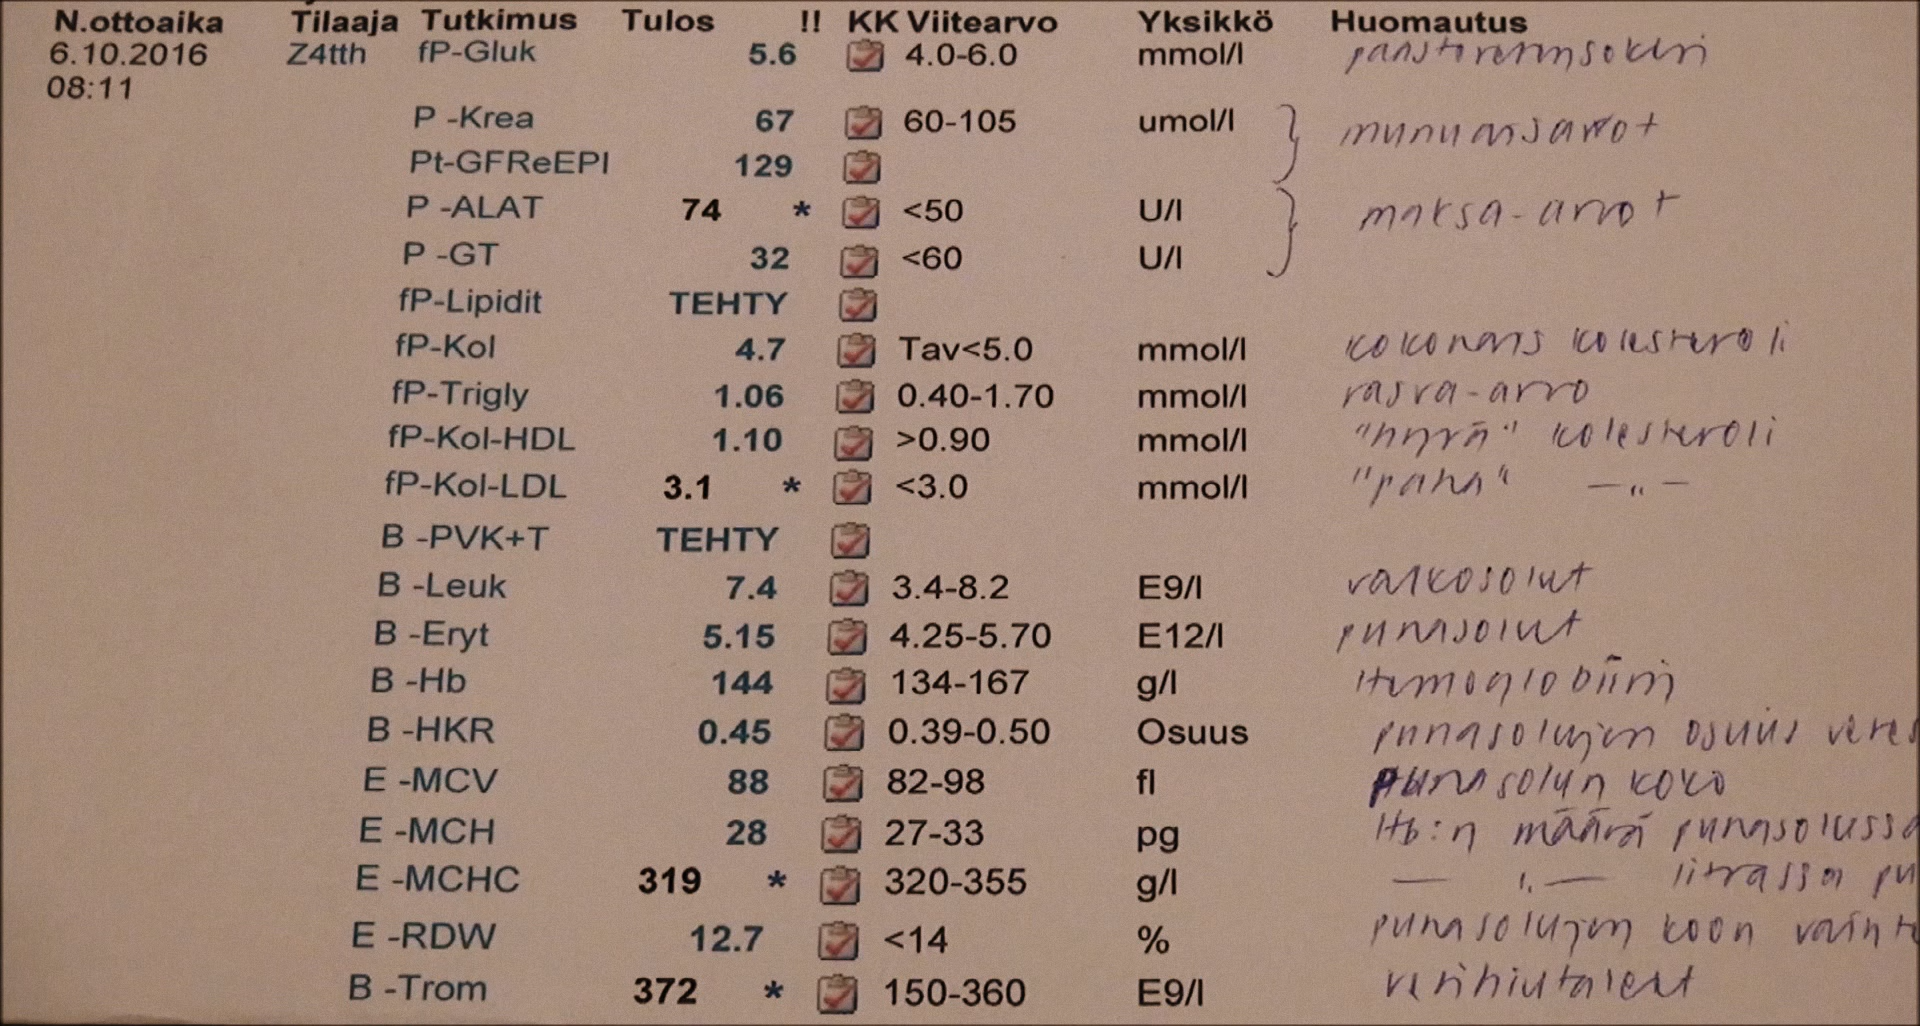 N.ottoaika Tilaaja Tutkimus Tulos !! KK Viitearvo Yksikkö Huomautus
6.10.2016 Z4tth fP-Gluk 5.6 4.0-6.0 mmol/l paastoverensokeri
08:11
P -Krea 67 60-105 umol/l munuaisarvot
Pt-GFReEPI 129
P -ALAT 74 * <50 U/l maksa-arvot
P -GT 32 <60 U/l
fP-Lipidit TEHTY
fP-Kol 4.7 Tav<5.0 mmol/l kokonais kolesteroli
fP-Trigly 1.06 0.40-1.70 mmol/l rasva-arvo
fP-Kol-HDL 1.10 >0.90 mmol/l "hyvä" kolesteroli
fP-Kol-LDL 3.1 * <3.0 mmol/l "paha" —"—
B -PVK+T TEHTY
B -Leuk 7.4 3.4-8.2 E9/l valkosolut
B -Eryt 5.15 4.25-5.70 E12/l punasolut
B -Hb 144 134-167 g/l Hemoglobiini
B -HKR 0.45 0.39-0.50 Osuus punasolujen osuus veres
E -MCV 88 82-98 fl punasolun koko
E -MCH 28 27-33 pg Hb:n määrä punasolussa
E -MCHC 319 * 320-355 g/l —"— litrassa pu
E -RDW 12.7 <14 % punasolujen koon vaihte
B -Trom 372 * 150-360 E9/l verihiutaleet